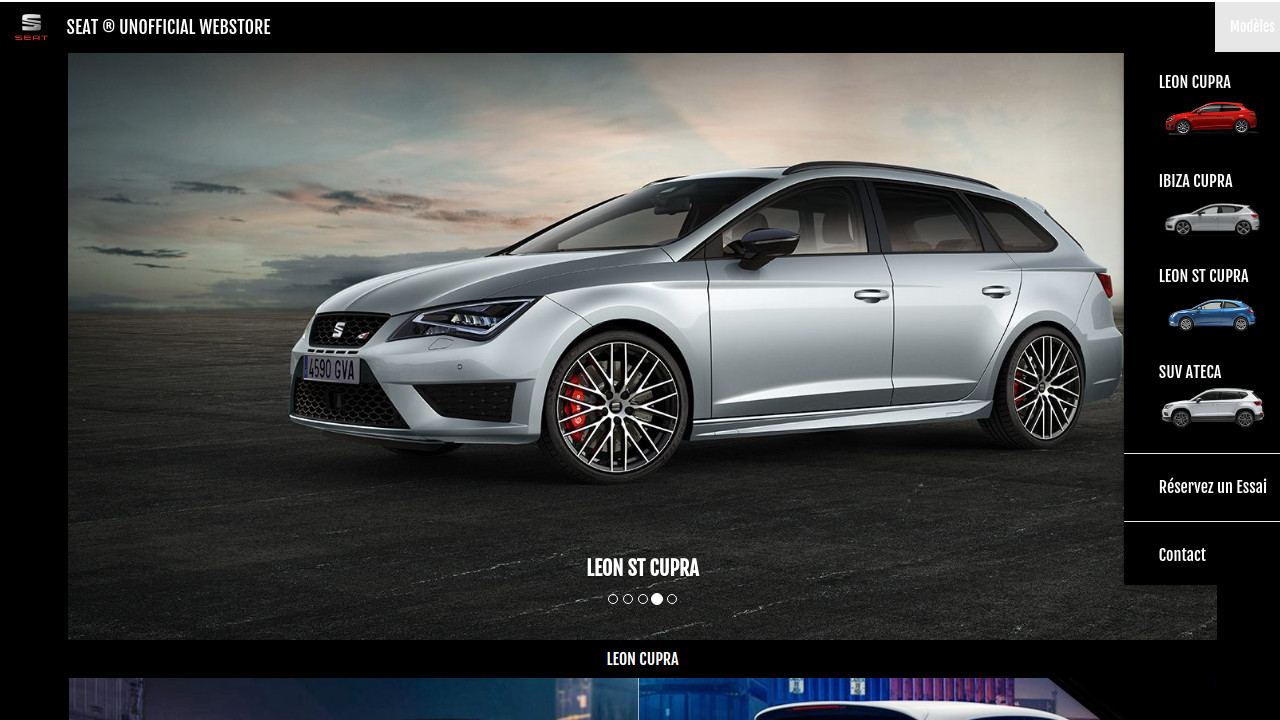 SEAT
SEAT ® UNOFFICIAL WEBSTORE
Modèles
LEON CUPRA
IBIZA CUPRA
LEON ST CUPRA
SUV ATECA
Réservez un Essai
Contact
4590 GVA
LEON ST CUPRA
LEON CUPRA